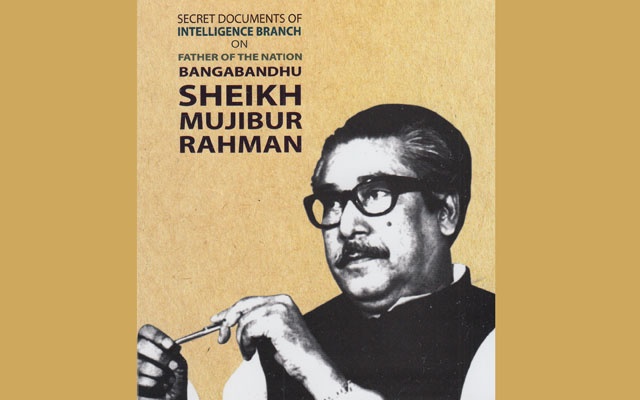 SECRET DOCUMENTS OF
INTELLIGENCE BRANCH
ON
FATHER OF THE NATION
BANGABANDHU
SHEIKH
MUJIBUR
RAHMAN